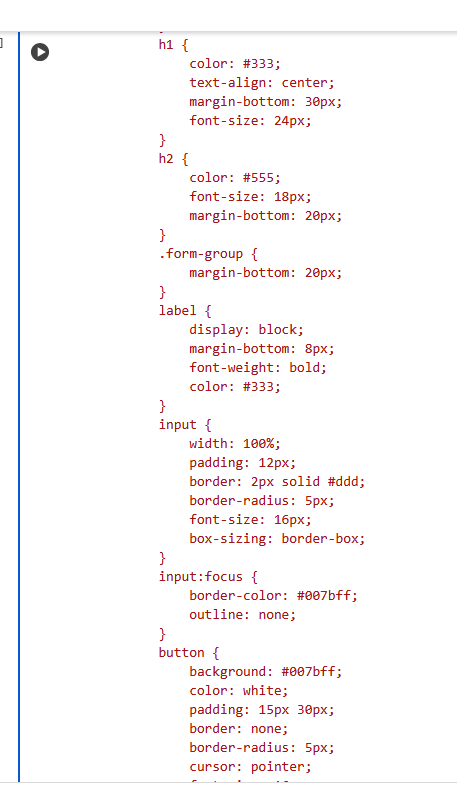 ]
h1 {
color: #333;
text-align: center;
margin-bottom: 30px;
font-size: 24px;
}
h2 {
color: #555;
font-size: 18px;
margin-bottom: 20px;
}
.form-group {
margin-bottom: 20px;
}
label {
display: block;
margin-bottom: 8px;
font-weight: bold;
color: #333;
}
input {
width: 100%;
padding: 12px;
border: 2px solid #ddd;
border-radius: 5px;
font-size: 16px;
box-sizing: border-box;
}
input:focus {
border-color: #007bff;
outline: none;
}
button {
background: #007bff;
color: white;
padding: 15px 30px;
border: none;
border-radius: 5px;
cursor: pointer;